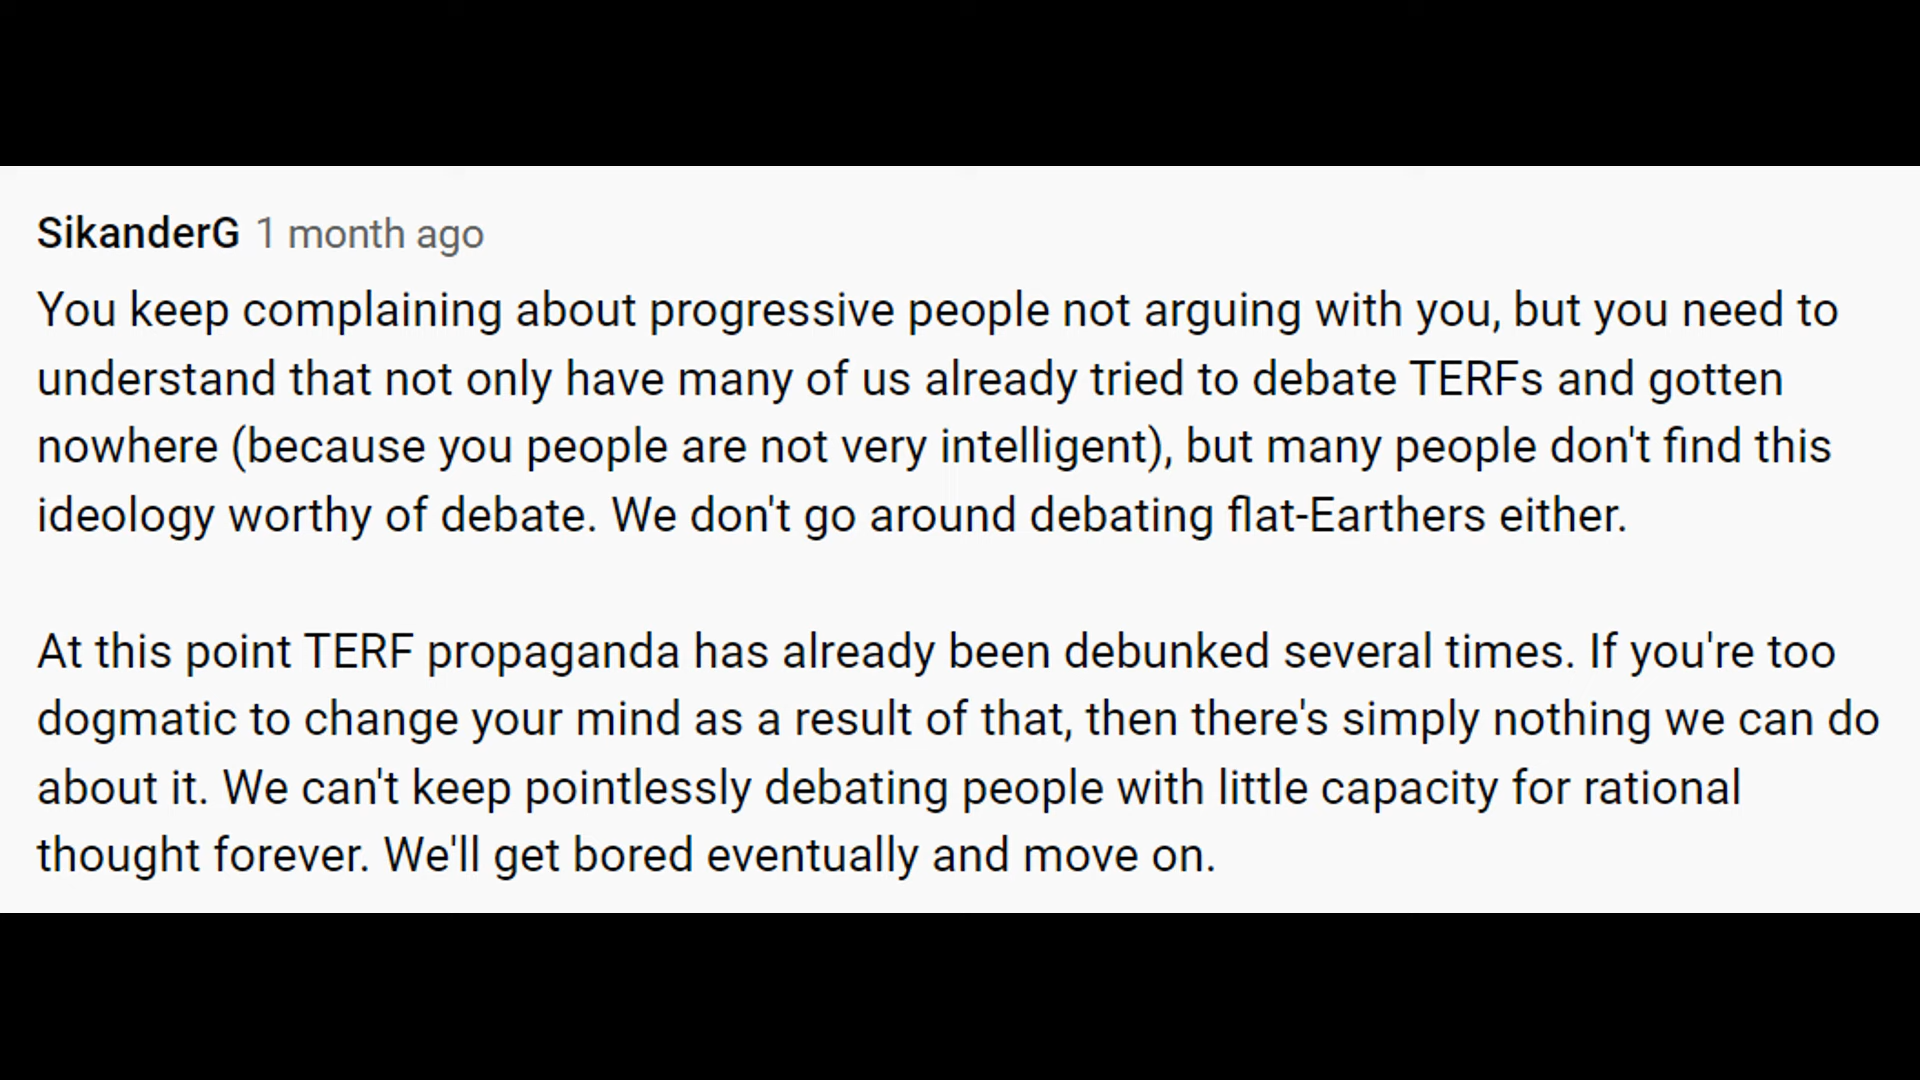 SikanderG 1 month ago
You keep complaining about progressive people not arguing with you, but you need to
understand that not only have many of us already tried to debate TERFs and gotten
nowhere (because you people are not very intelligent), but many people don't find this
ideology worthy of debate. We don't go around debating flat-Earthers either.
At this point TERF propaganda has already been debunked several times. If you're too
dogmatic to change your mind as a result of that, then there's simply nothing we can do
about it. We can't keep pointlessly debating people with little capacity for rational
thought forever. We'll get bored eventually and move on.